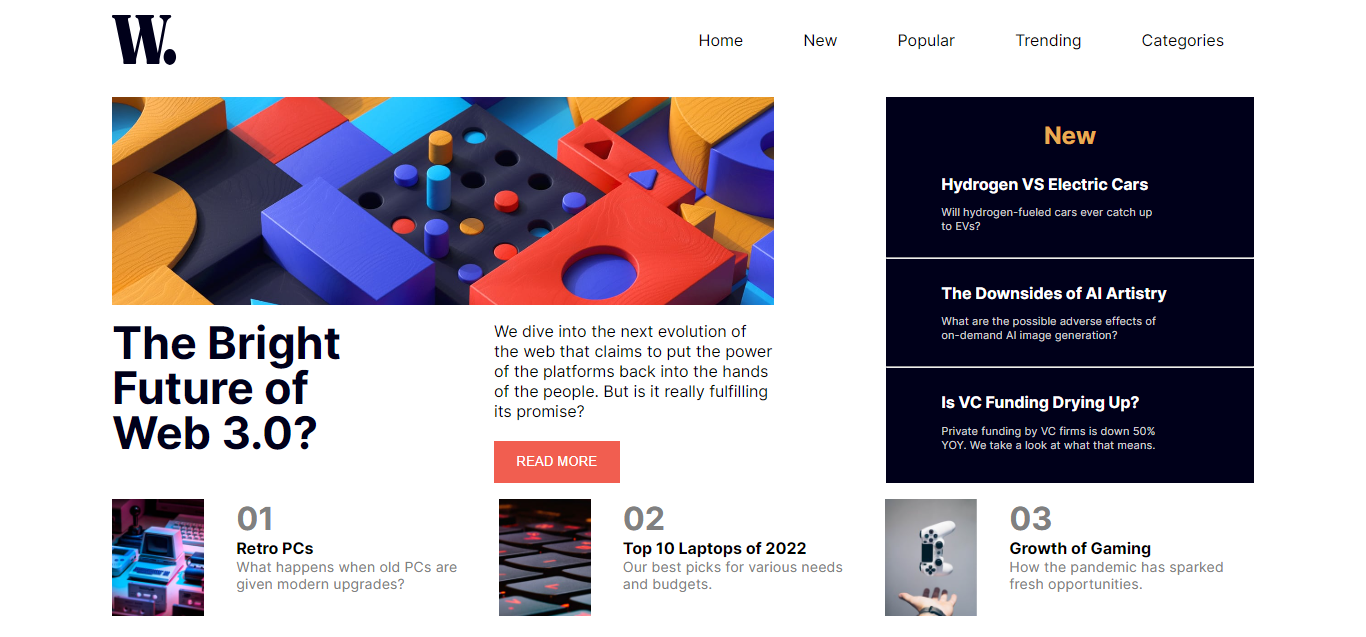 W.
Home New Popular Trending Categories
The Bright
Future of
Web 3.0?
We dive into the next evolution of
the web that claims to put the power
of the platforms back into the hands
of the people. But is it really fulfilling
its promise?
READ MORE
New
Hydrogen VS Electric Cars
Will hydrogen-fueled cars ever catch up
to EVs?
The Downsides of AI Artistry
What are the possible adverse effects of
on-demand AI image generation?
Is VC Funding Drying Up?
Private funding by VC firms is down 50%
YOY. We take a look at what that means.
01
Retro PCs
What happens when old PCs are
given modern upgrades?
02
Top 10 Laptops of 2022
Our best picks for various needs
and budgets.
03
Growth of Gaming
How the pandemic has sparked
fresh opportunities.